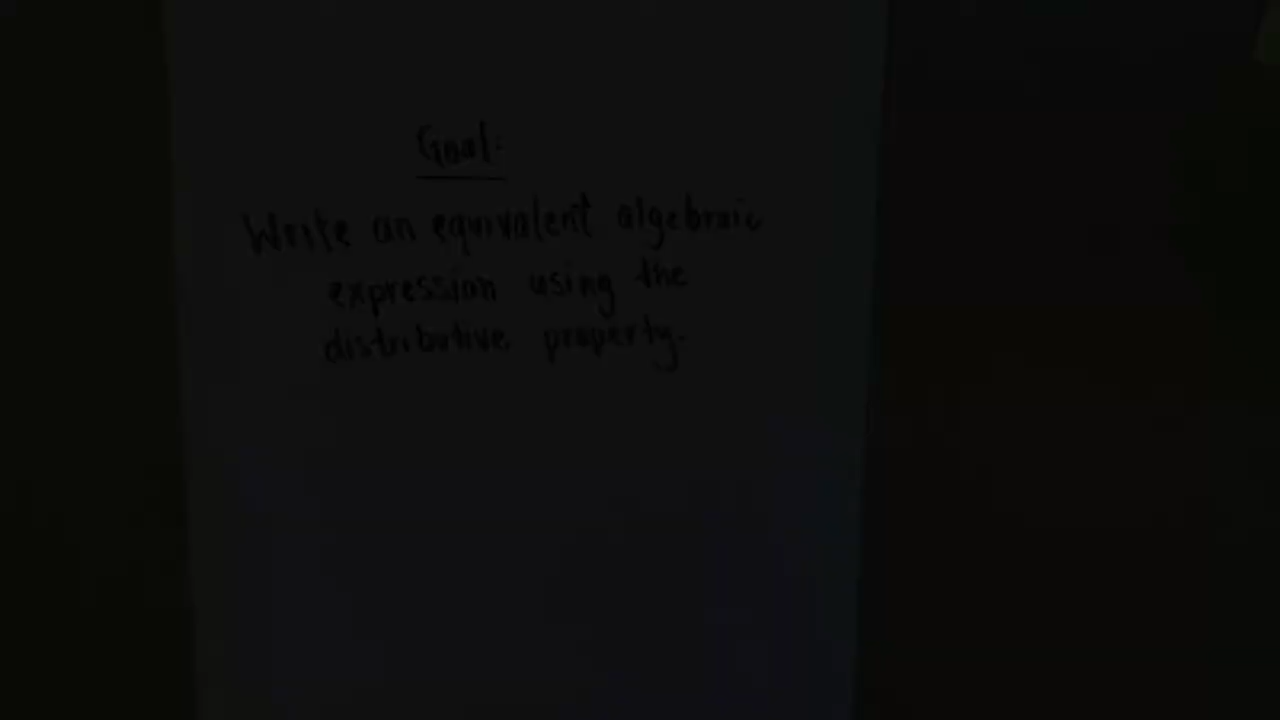 Goal:
Write an equivalent algebraic
expression using the
distributive property.